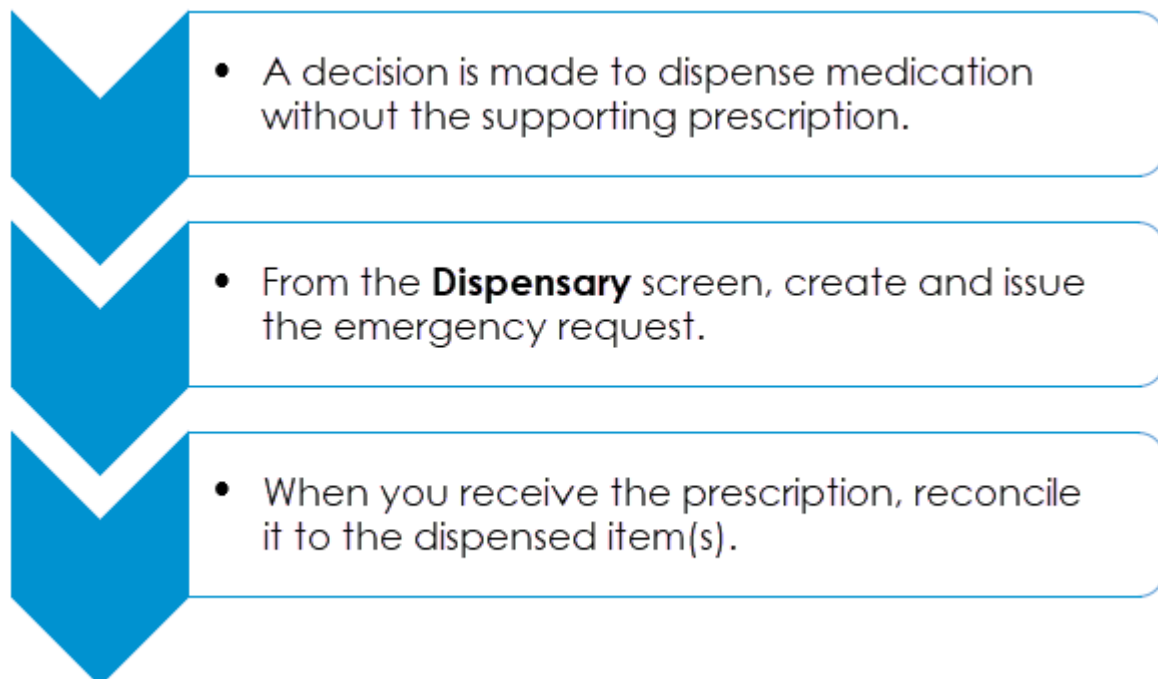 • A decision is made to dispense medication
without the supporting prescription.
• From the Dispensary screen, create and issue
the emergency request.
• When you receive the prescription, reconcile
it to the dispensed item(s).